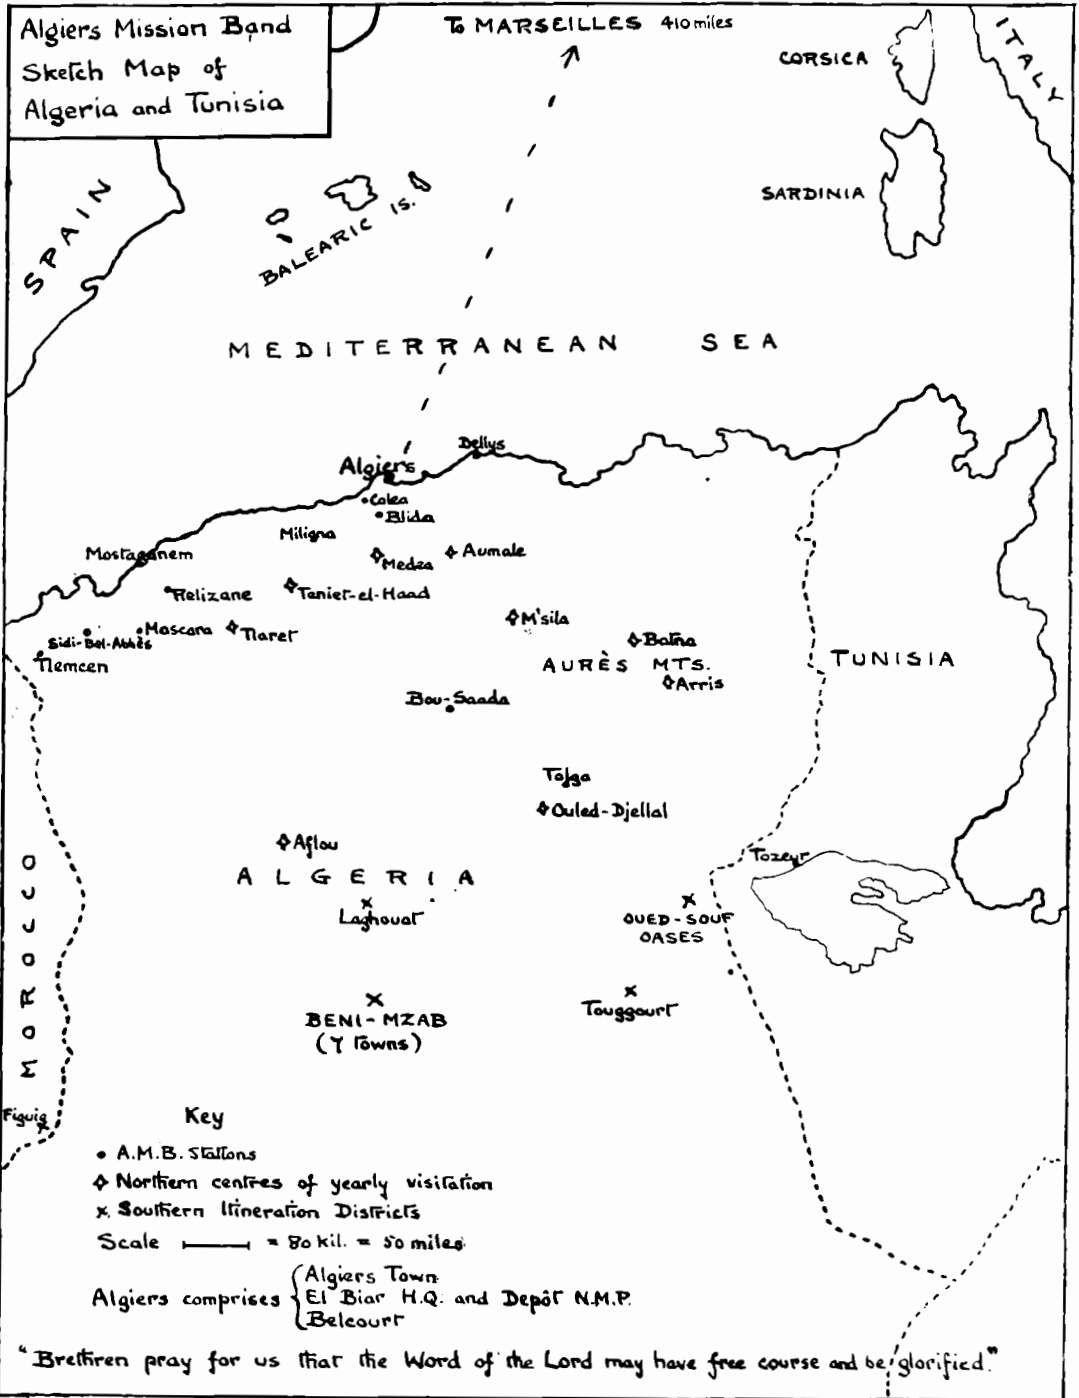 Algiers Mission Band
Sketch Map of
Algeria and Tunisia
To MARSEILLES 410 miles
CORSICA
ITALY
SARDINIA
SPAIN
BALEARIC IS.
MEDITERRANEAN SEA
Dellys
Algiers
Colea
Blida
Miligna
Mostaganem
Medea
Aumale
Relizane
Teniet-el-Haad
M'sila
Mascara
Tiaret
Sidi-Bel-Abbès
Tlemcen
Batna
AURÈS MTS.
TUNISIA
Arris
Bou-Saada
Tolga
Ouled-Djellal
Aflou
Tozeur
ALGERIA
MOROCCO
Laghouat
OUED-SOUF
OASES
Touggourt
BENI-MZAB
(7 Towns)
Figuig
Key
• A.M.B. Stations
Northern centres of yearly visitation
x. Southern Itineration Districts
Scale = 80 kil. = 50 miles
Algiers comprises
Algiers Town
El Biar H.Q. and Depôt N.M.P.
Belcourt
"Brethren pray for us that the Word of the Lord may have free course and be glorified."